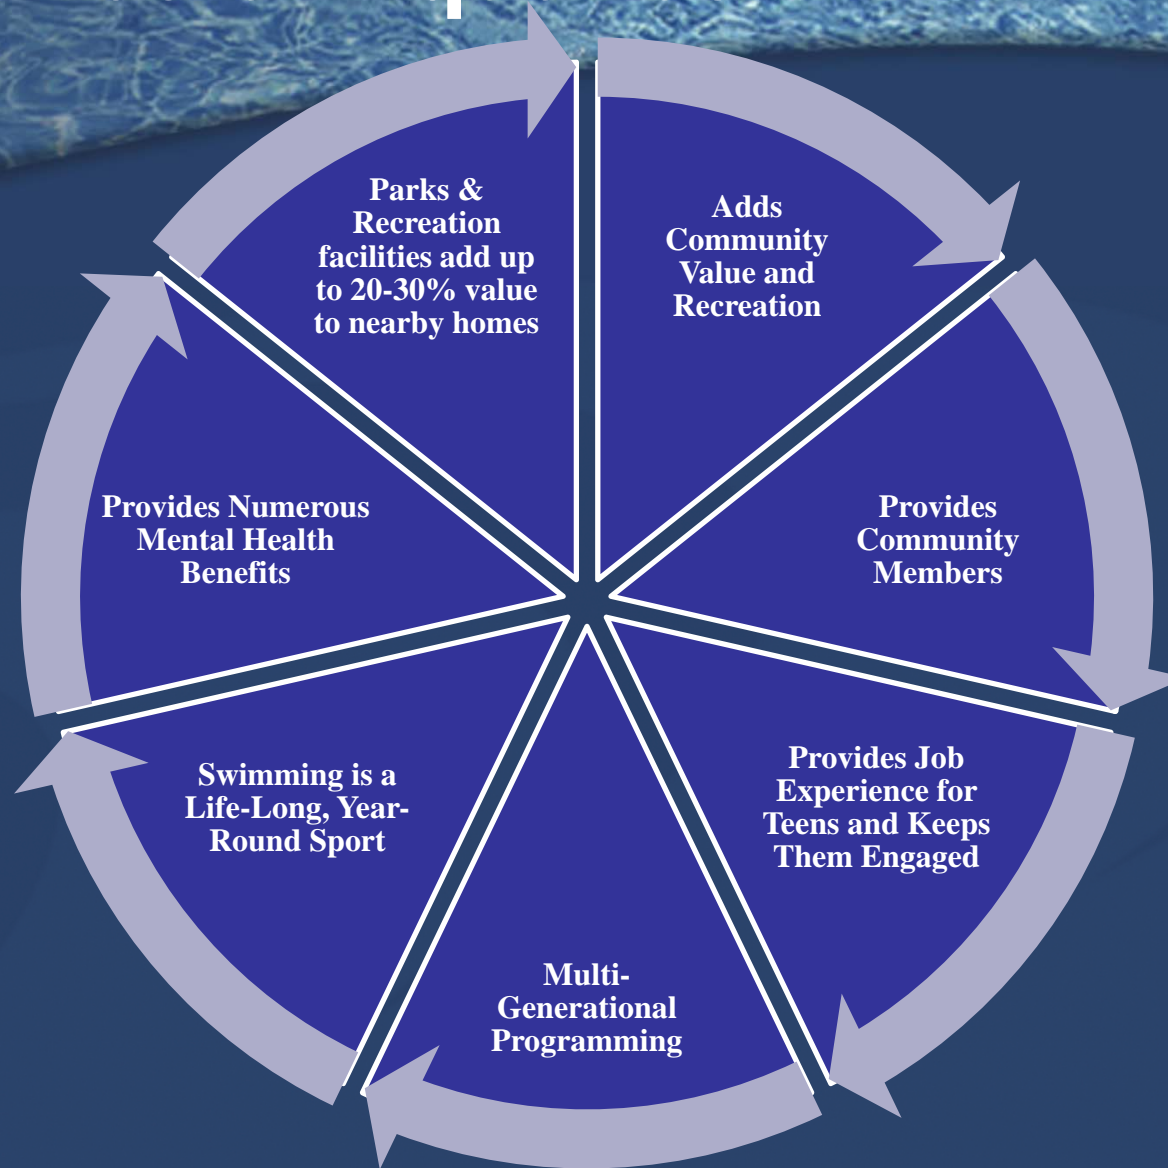 Adds
Community
Value and
Recreation
Provides
Community
Members
Provides Job
Experience for
Teens and Keeps
Them Engaged
Multi-
Generational
Programming
Swimming is a
Life-Long, Year-
Round Sport
Provides Numerous
Mental Health
Benefits
Parks &
Recreation
facilities add up
to 20-30% value
to nearby homes